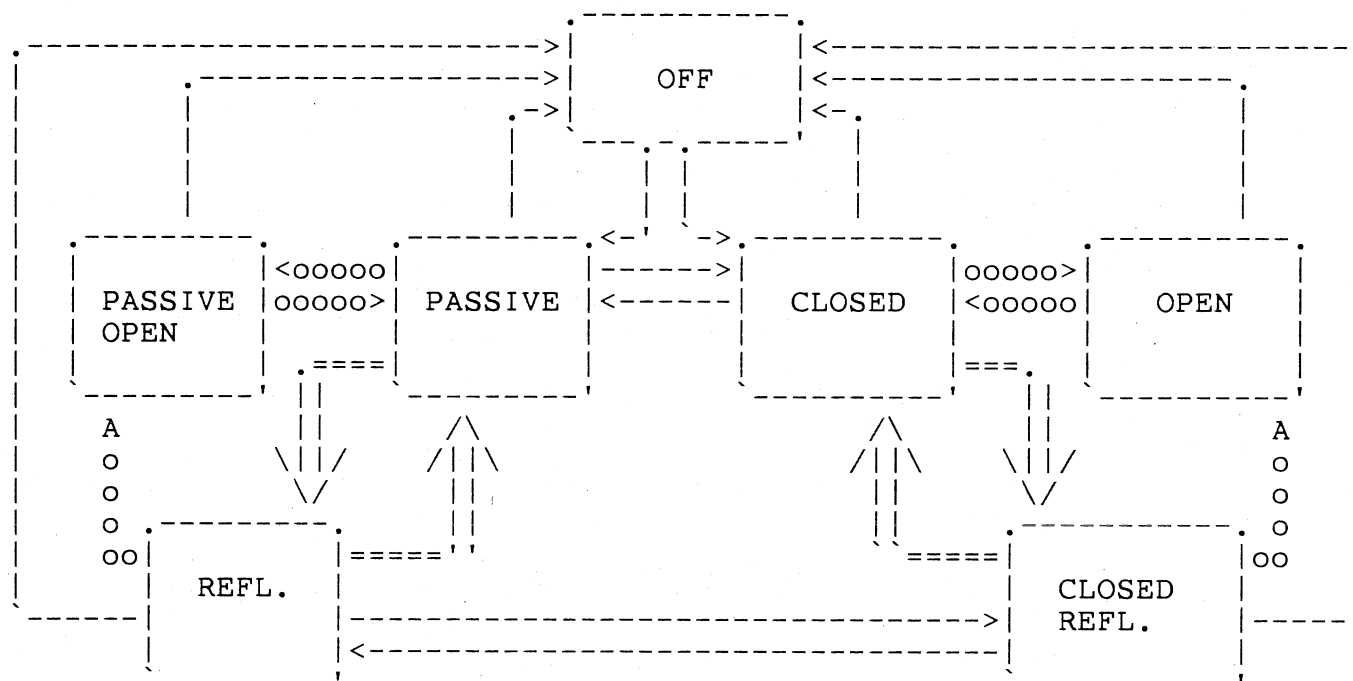 OFF
PASSIVE
OPEN
PASSIVE
CLOSED
OPEN
REFL.
CLOSED
REFL.